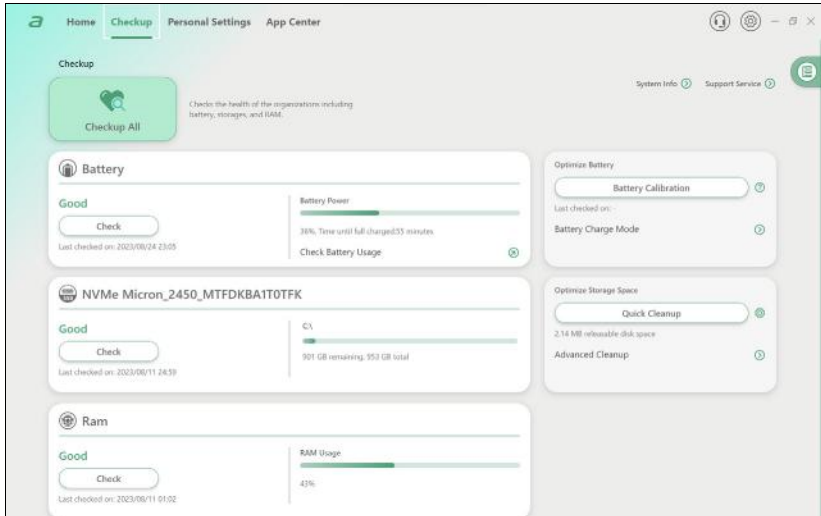 a Home Checkup Personal Settings App Center
Checkup
System Info Support Service
Checkup All
Checks the health of the organizations including
battery, storages, and RAM.
Battery
Good
Check
Last checked on: 2023/08/24 23:05
Battery Power
36%, Time until full charged:55 minutes
Check Battery Usage
Optimize Battery
Battery Calibration
Last checked on: -
Battery Charge Mode
NVMe Micron_2450_MTFDKBA1T0TFK
Good
Check
Last checked on: 2023/08/11 24:59
C:\
901 GB remaining, 953 GB total
Optimize Storage Space
Quick Cleanup
2.14 MB releasable disk space
Advanced Cleanup
Ram
Good
Check
Last checked on: 2023/08/11 01:02
RAM Usage
43%